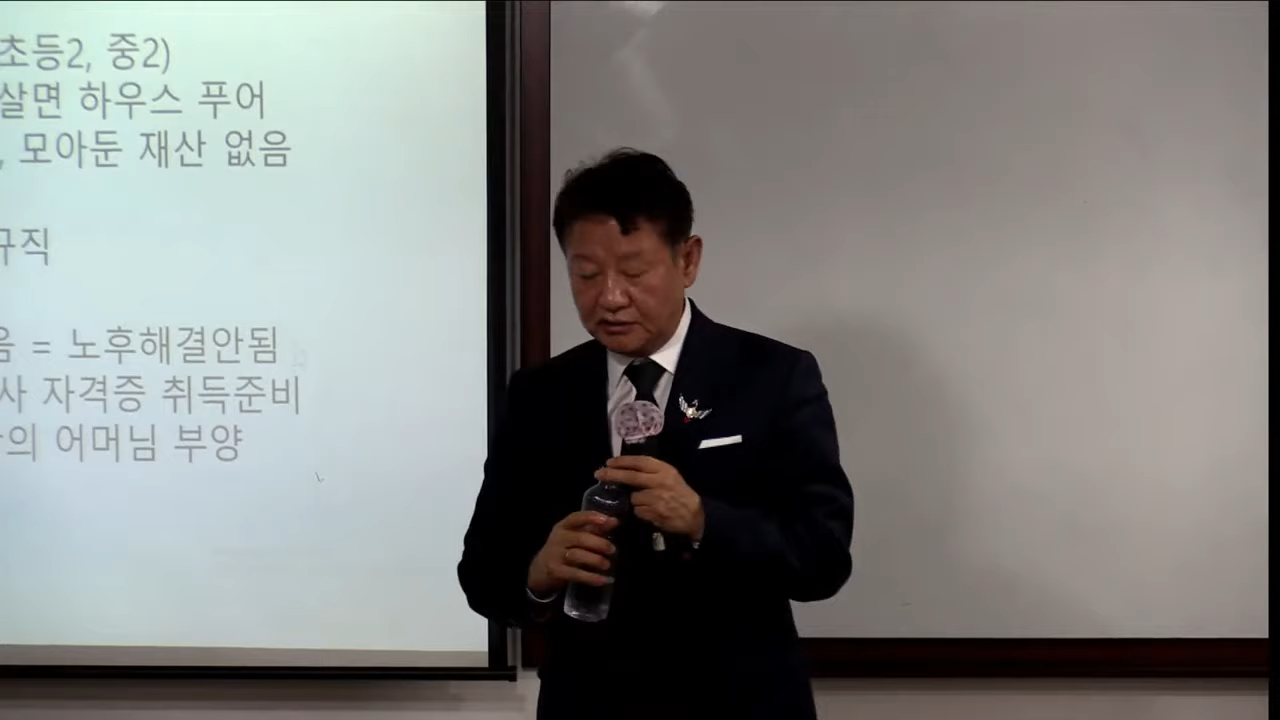 초등2, 중2)
살면 하우스 푸어
, 모아둔 재산 없음
규직
음 = 노후해결안됨
사 자격증 취득준비
의 어머님 부양